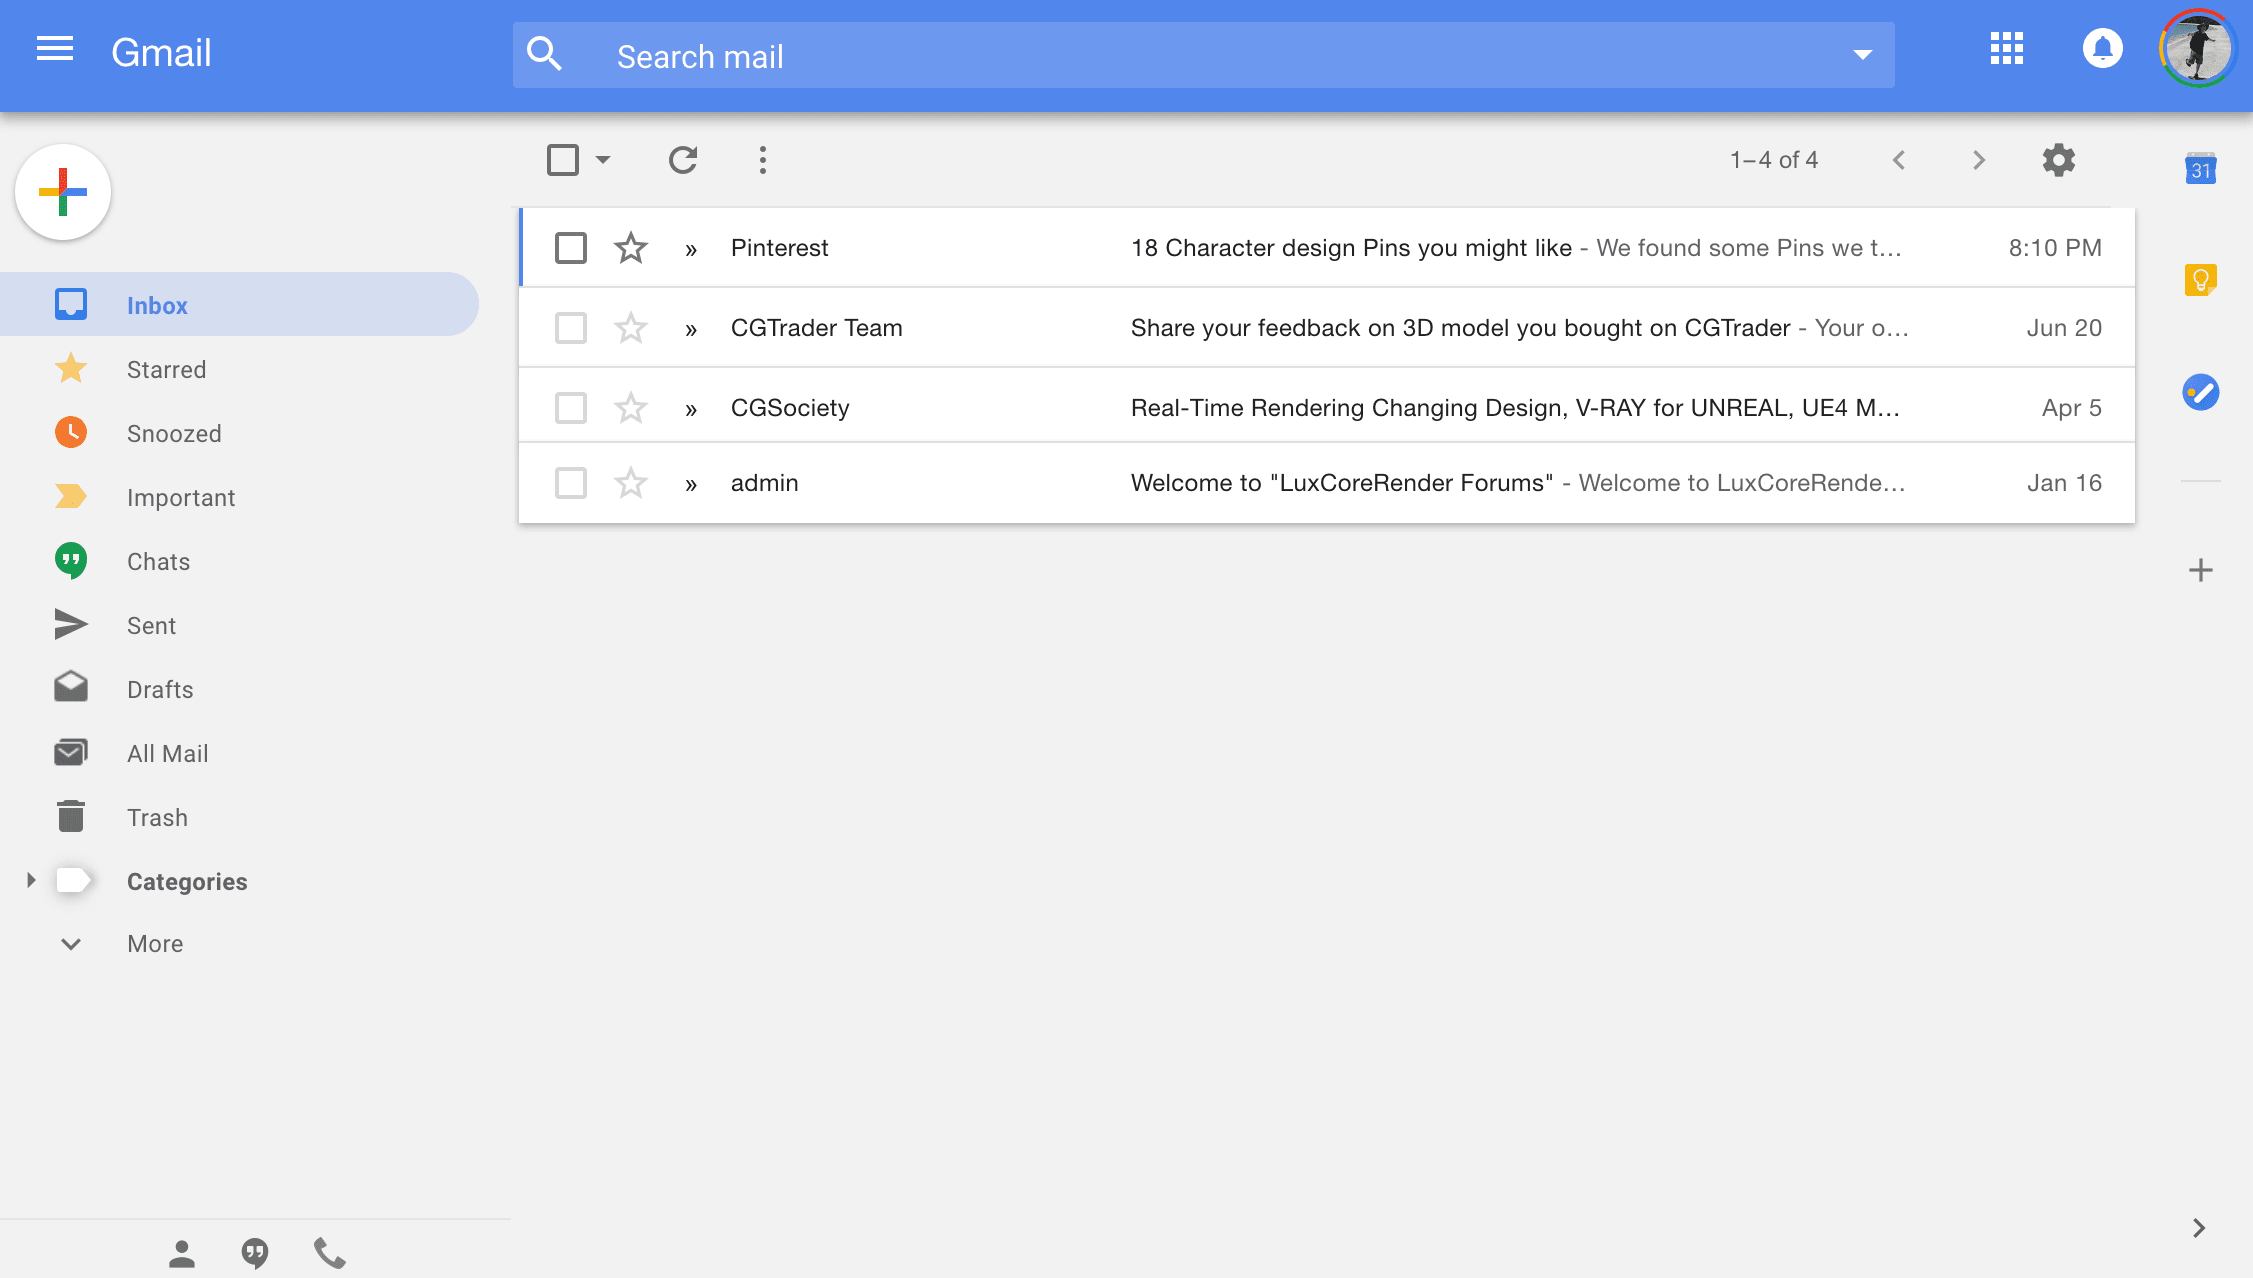 Gmail
Search mail
1–4 of 4
31
Inbox
Starred
Snoozed
Important
Chats
Sent
Drafts
All Mail
Trash
Categories
More
» Pinterest 18 Character design Pins you might like - We found some Pins we t… 8:10 PM
» CGTrader Team Share your feedback on 3D model you bought on CGTrader - Your o… Jun 20
» CGSociety Real-Time Rendering Changing Design, V-RAY for UNREAL, UE4 M… Apr 5
» admin Welcome to "LuxCoreRender Forums" - Welcome to LuxCoreRende… Jan 16